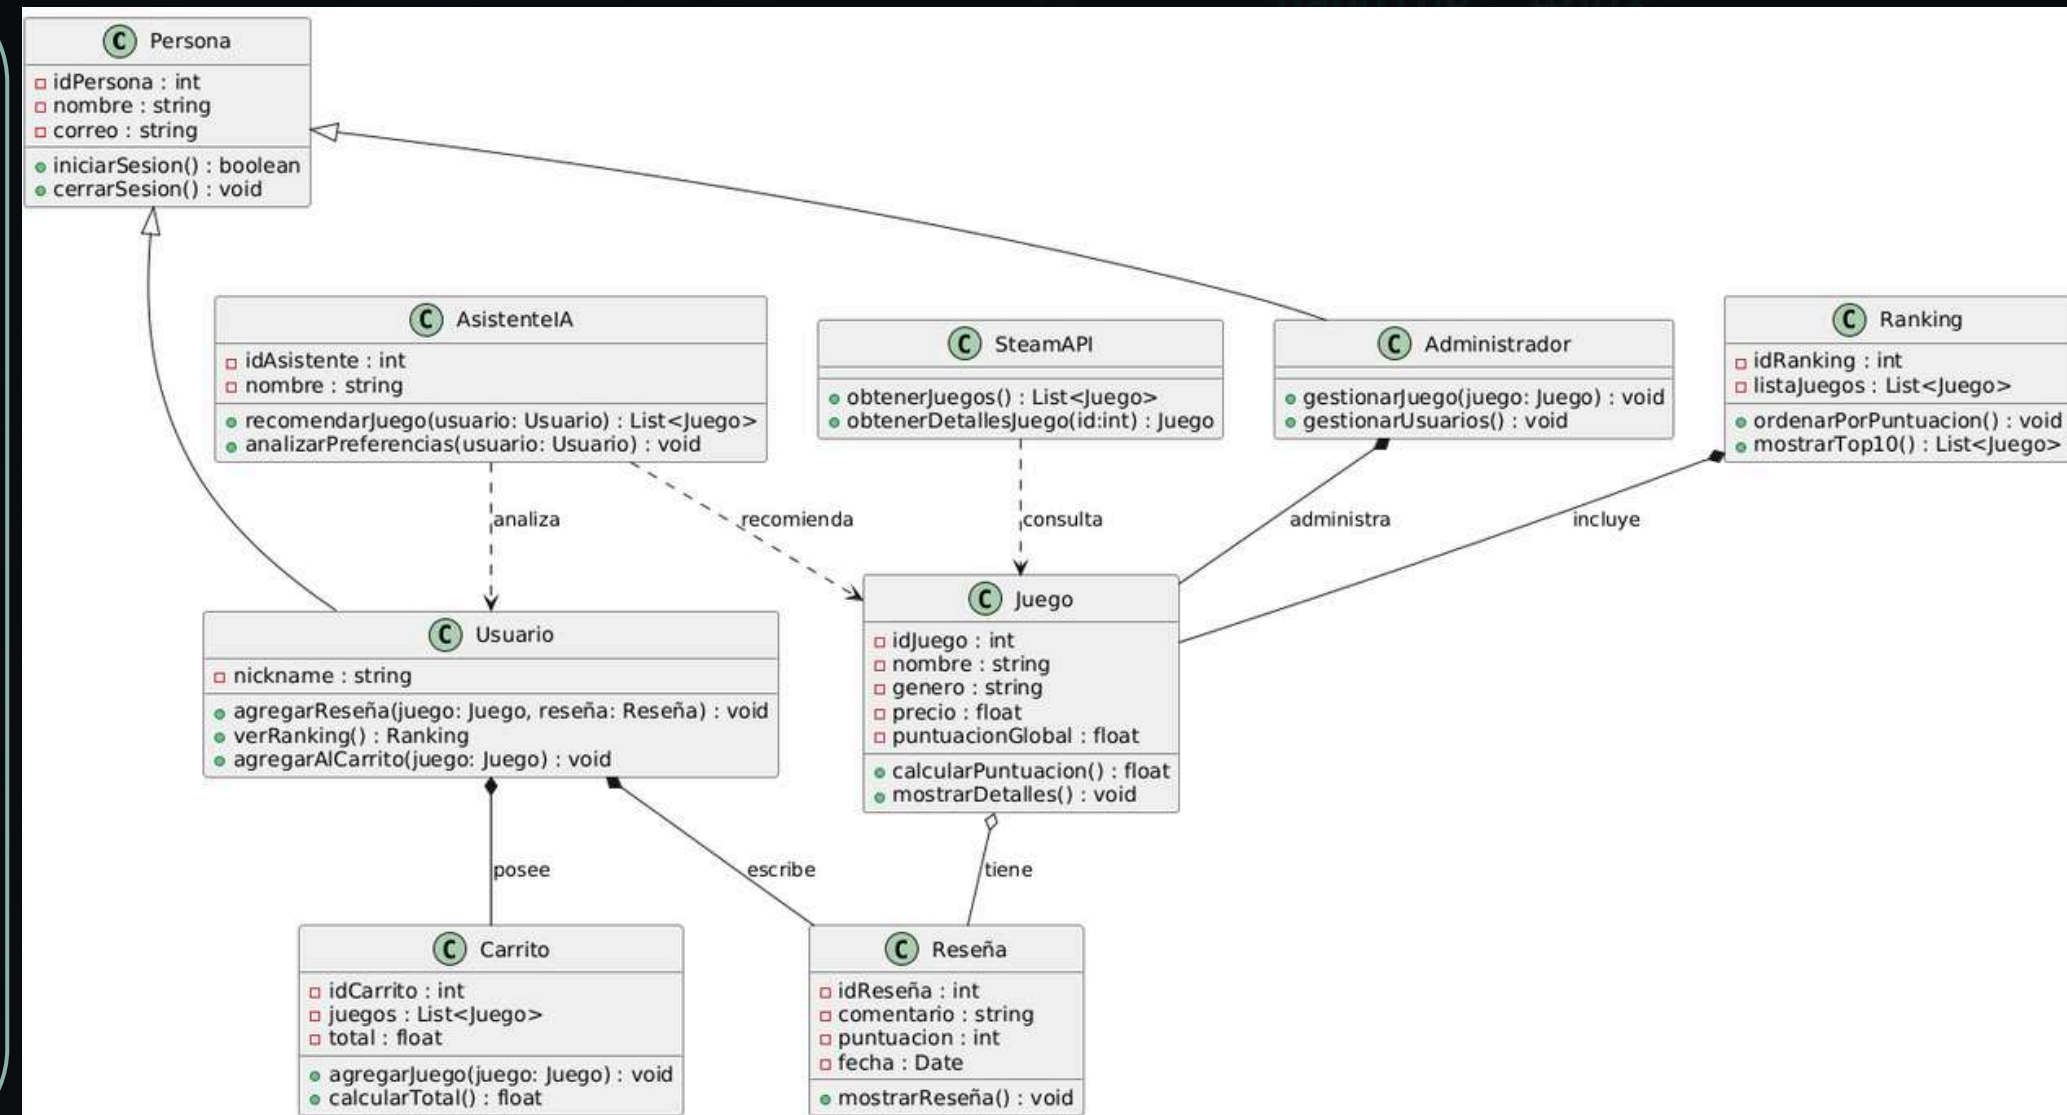 C Persona
idPersona : int
nombre : string
correo : string
iniciarSesion() : boolean
cerrarSesion() : void
C AsistenteIA
idAsistente : int
nombre : string
recomendarJuego(usuario: Usuario) : List<Juego>
analizarPreferencias(usuario: Usuario) : void
C SteamAPI
obtenerJuegos() : List<Juego>
obtenerDetallesJuego(id:int) : Juego
C Administrador
gestionarJuego(juego: Juego) : void
gestionarUsuarios() : void
C Ranking
idRanking : int
listaJuegos : List<Juego>
ordenarPorPuntuacion() : void
mostrarTop10() : List<Juego>
analiza
recomienda
consulta
administra
incluye
C Usuario
nickname : string
agregarReseña(juego: Juego, reseña: Reseña) : void
verRanking() : Ranking
agregarAlCarrito(juego: Juego) : void
C Juego
idJuego : int
nombre : string
genero : string
precio : float
puntuacionGlobal : float
calcularPuntuacion() : float
mostrarDetalles() : void
posee
escribe
tiene
C Carrito
idCarrito : int
juegos : List<Juego>
total : float
agregarJuego(juego: Juego) : void
calcularTotal() : float
C Reseña
idReseña : int
comentario : string
puntuacion : int
fecha : Date
mostrarReseña() : void